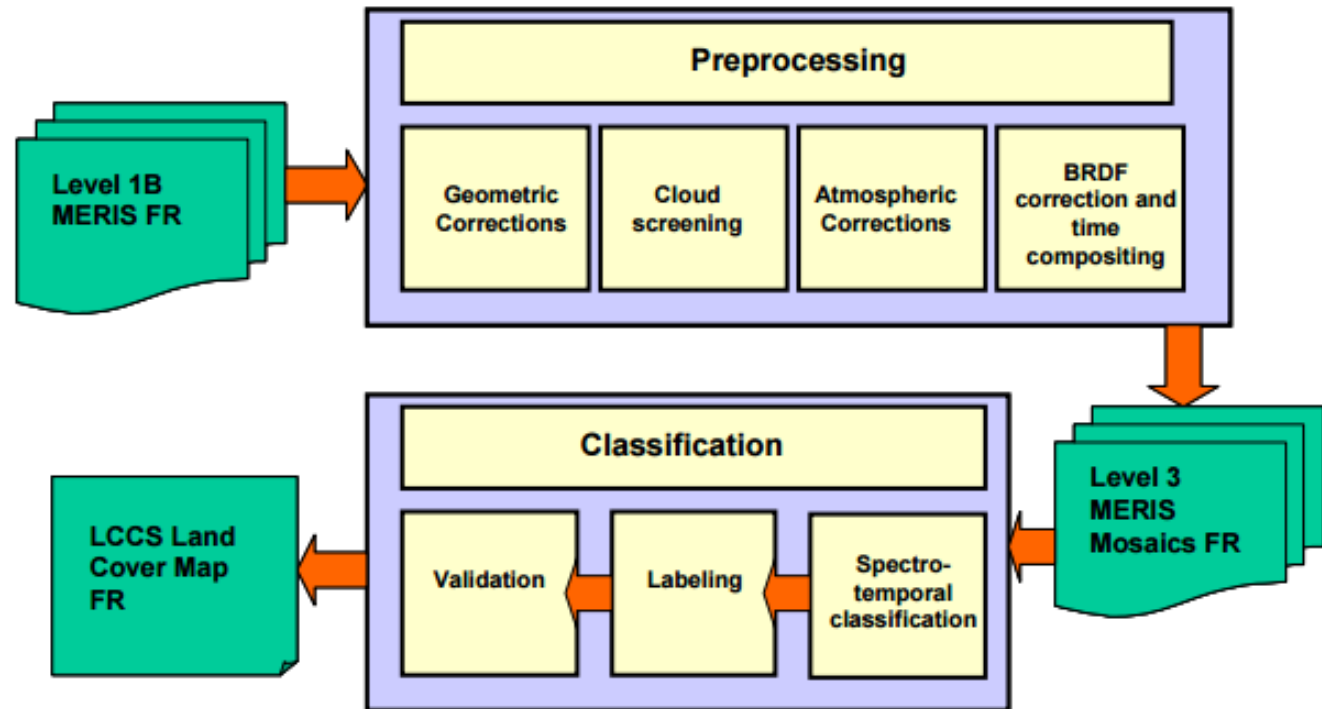 Preprocessing
Level 1B
MERIS FR
Geometric
Corrections
Cloud
screening
Atmospheric
Corrections
BRDF
correction and
time
compositing
Classification
Level 3
MERIS
Mosaics FR
Spectro-
temporal
classification
Labeling
Validation
LCCS Land
Cover Map
FR